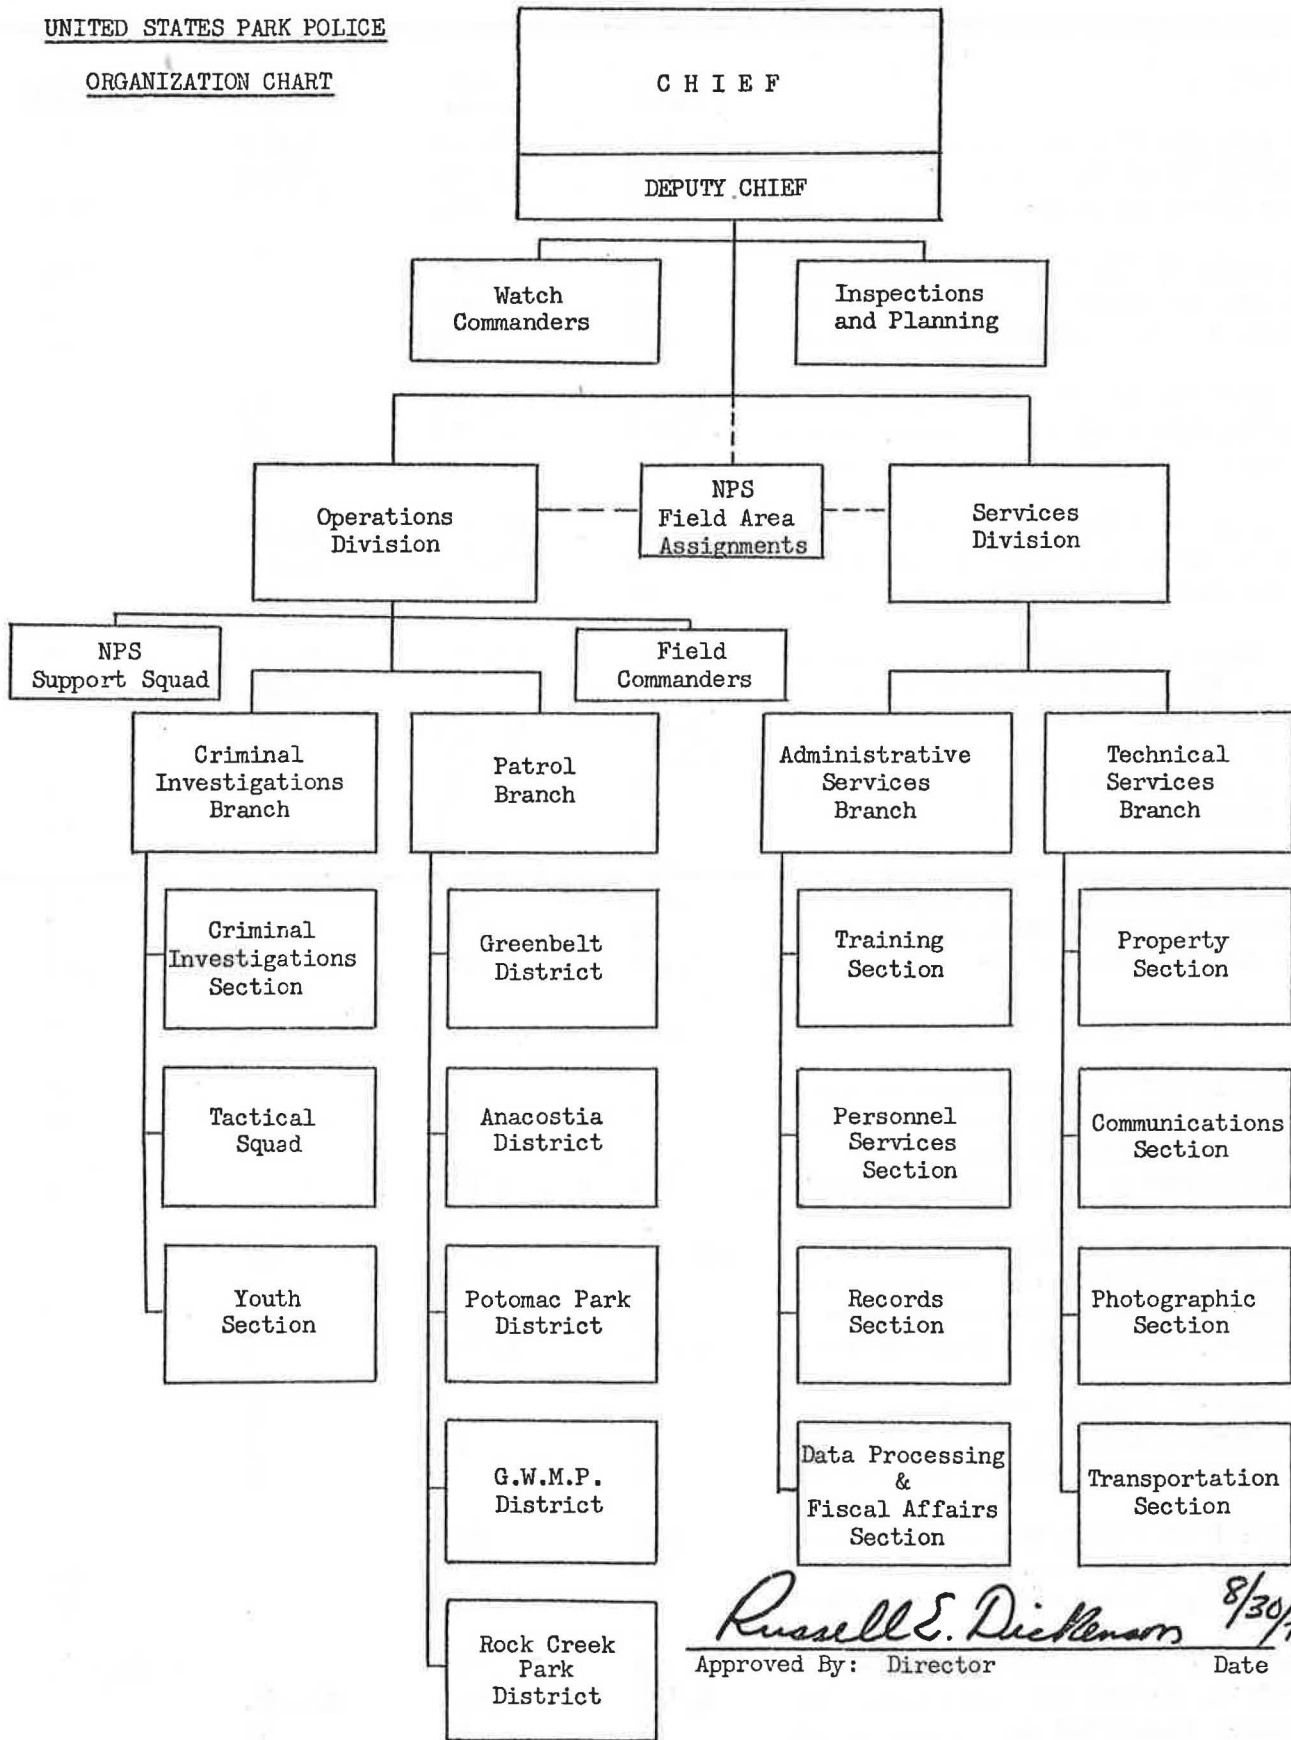 UNITED STATES PARK POLICE
ORGANIZATION CHART
C H I E F
DEPUTY CHIEF
Watch
Commanders
Inspections
and Planning
Operations
Division
NPS
Field Area
Assignments
Services
Division
NPS
Support Squad
Field
Commanders
Criminal
Investigations
Branch
Patrol
Branch
Administrative
Services
Branch
Technical
Services
Branch
Criminal
Investigations
Section
Greenbelt
District
Training
Section
Property
Section
Tactical
Squad
Anacostia
District
Personnel
Services
Section
Communications
Section
Youth
Section
Potomac Park
District
Records
Section
Photographic
Section
G.W.M.P.
District
Data Processing
&
Fiscal Affairs
Section
Transportation
Section
Rock Creek
Park
District
Russell E. Dickenson 8/30/
Approved By: Director Date